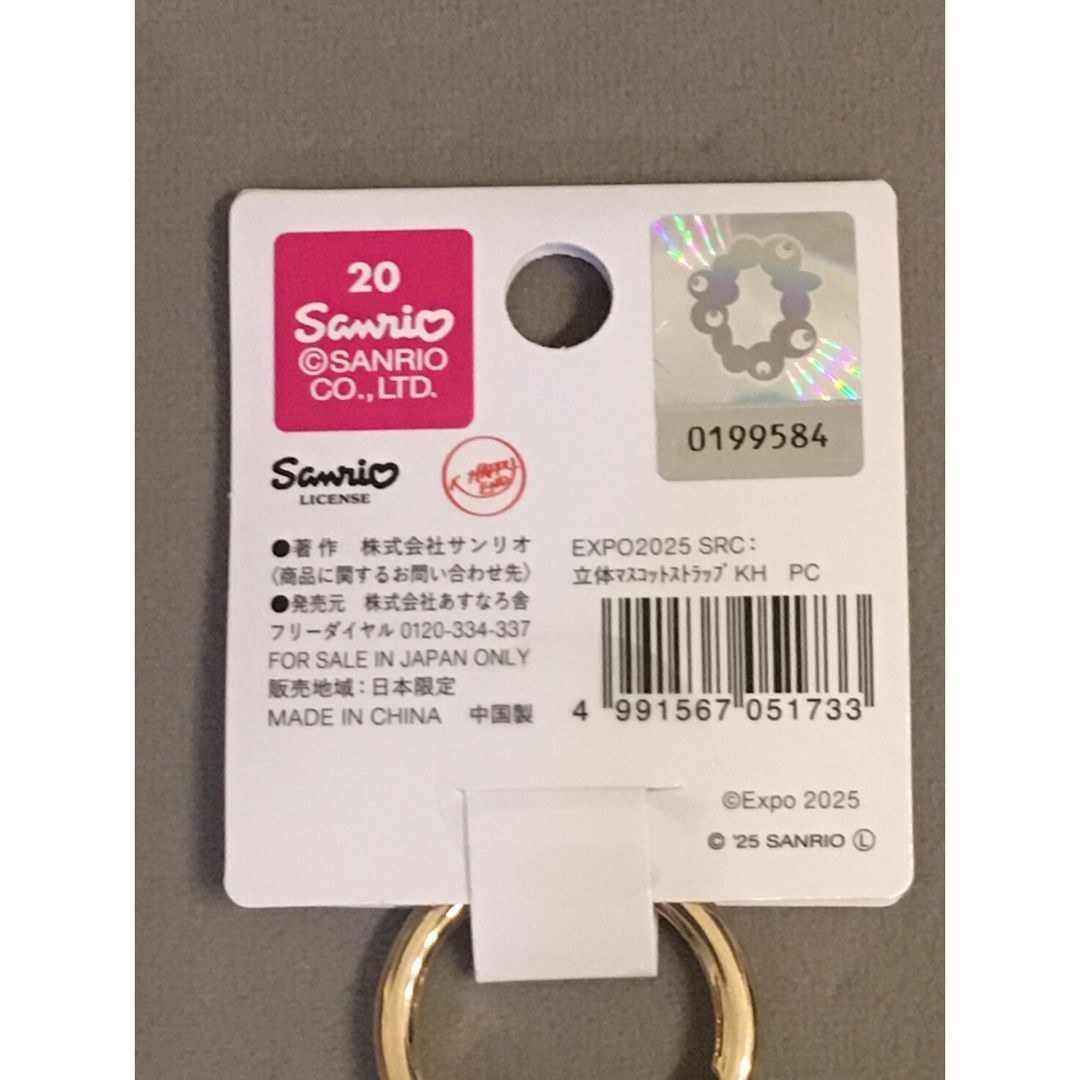 20
Sanrio
©SANRIO
CO.,LTD.
0199584
Sanrio
LICENSE
HAPPY
END
●著作 株式会社サンリオ
〈商品に関するお問い合わせ先〉
●発売元 株式会社あすなろ舎
フリーダイヤル 0120-334-337
FOR SALE IN JAPAN ONLY
販売地域：日本限定
MADE IN CHINA 中国製
EXPO2025 SRC：
立体ﾏｽｺｯﾄｽﾄﾗｯﾌﾟKH PC
4 991567 051733
©Expo 2025
© '25 SANRIO Ⓛ